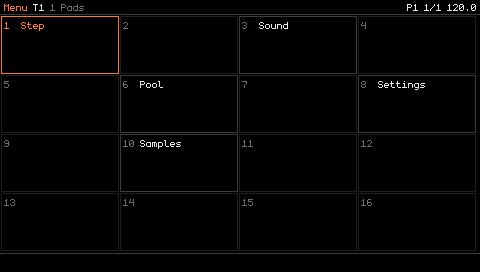 Menu T1 1 Pads P1 1/1 120.0
1 Step 2 3 Sound 4
5 6 Pool 7 8 Settings
9 10 Samples 11 12
13 14 15 16